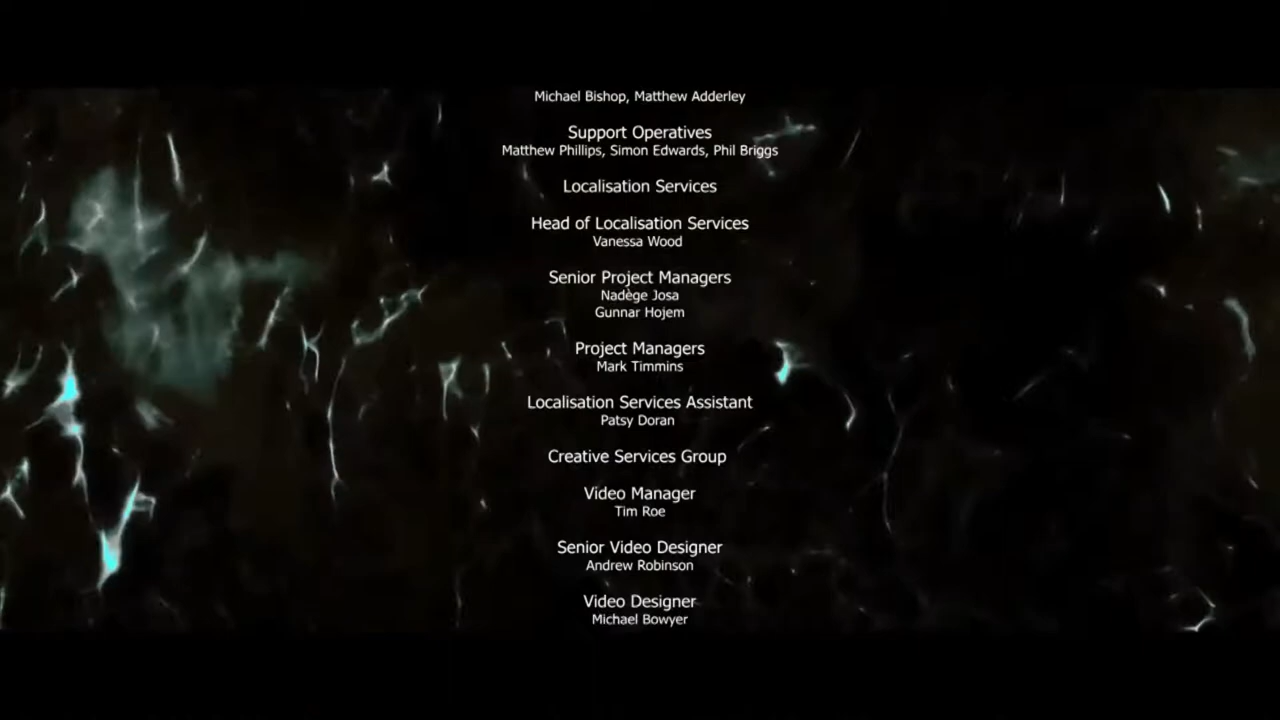 Michael Bishop, Matthew Adderley
Support Operatives
Matthew Phillips, Simon Edwards, Phil Briggs
Localisation Services
Head of Localisation Services
Vanessa Wood
Senior Project Managers
Nadège Josa
Gunnar Hojem
Project Managers
Mark Timmins
Localisation Services Assistant
Patsy Doran
Creative Services Group
Video Manager
Tim Roe
Senior Video Designer
Andrew Robinson
Video Designer
Michael Bowyer